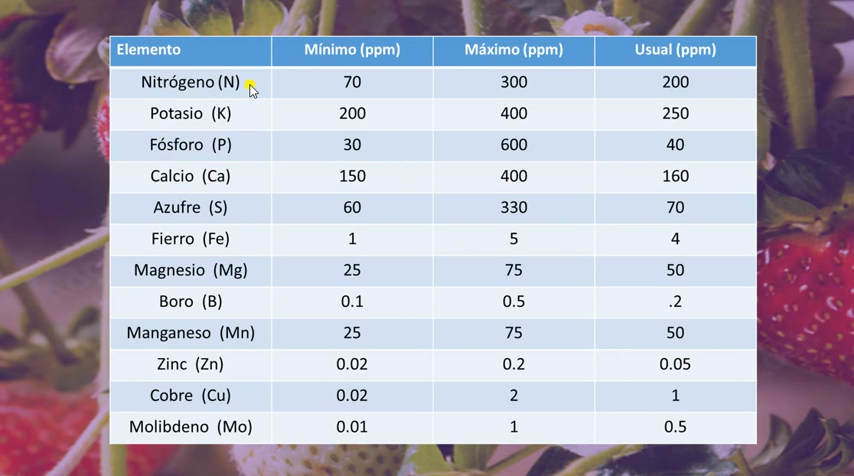 Elemento Mínimo (ppm) Máximo (ppm) Usual (ppm)
Nitrógeno (N) 70 300 200
Potasio (K) 200 400 250
Fósforo (P) 30 600 40
Calcio (Ca) 150 400 160
Azufre (S) 60 330 70
Fierro (Fe) 1 5 4
Magnesio (Mg) 25 75 50
Boro (B) 0.1 0.5 .2
Manganeso (Mn) 25 75 50
Zinc (Zn) 0.02 0.2 0.05
Cobre (Cu) 0.02 2 1
Molibdeno (Mo) 0.01 1 0.5